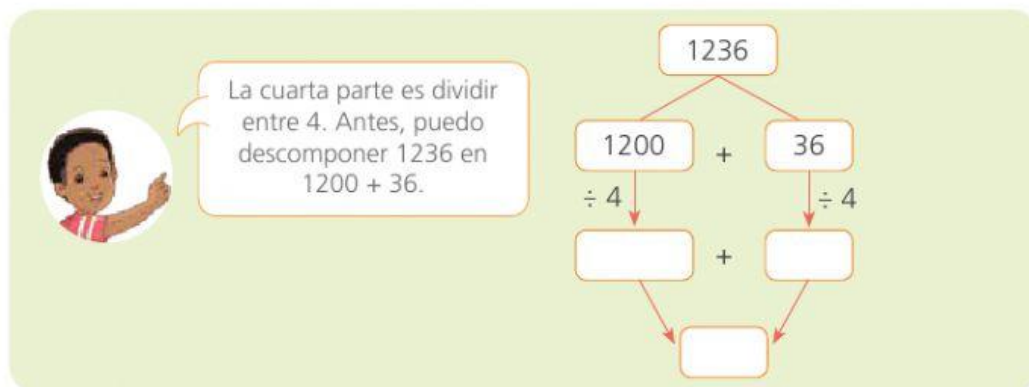 1236
La cuarta parte es dividir
entre 4. Antes, puedo
descomponer 1236 en
1200 + 36.
1200 + 36
÷ 4 ÷ 4
+